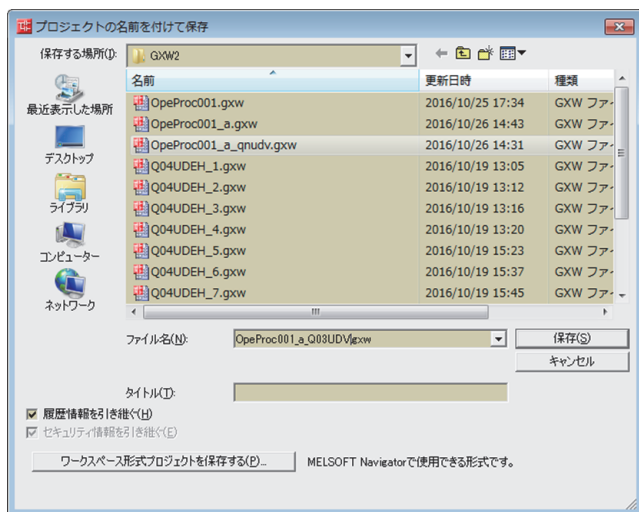 プロジェクトの名前を付けて保存
保存する場所(I):
GXW2
名前
更新日時
種類
OpeProc001.gxw
2016/10/25 17:34
GXW ファイ
OpeProc001_a.gxw
2016/10/26 14:43
GXW ファイ
OpeProc001_a_qnudv.gxw
2016/10/26 14:31
GXW ファイ
Q04UDEH_1.gxw
2016/10/19 13:05
GXW ファイ
Q04UDEH_2.gxw
2016/10/19 13:12
GXW ファイ
Q04UDEH_3.gxw
2016/10/19 13:16
GXW ファイ
Q04UDEH_4.gxw
2016/10/19 13:20
GXW ファイ
Q04UDEH_5.gxw
2016/10/19 15:23
GXW ファイ
Q04UDEH_6.gxw
2016/10/19 15:37
GXW ファイ
Q04UDEH_7.gxw
2016/10/19 15:45
GXW ファイ
最近表示した場所
デスクトップ
ライブラリ
コンピューター
ネットワーク
ファイル名(N):
OpeProc001_a_Q03UDV.gxw
保存(S)
キャンセル
タイトル(T):
履歴情報を引き継ぐ(H)
セキュリティ情報を引き継ぐ(E)
ワークスペース形式プロジェクトを保存する(P)...
MELSOFT Navigatorで使用できる形式です。